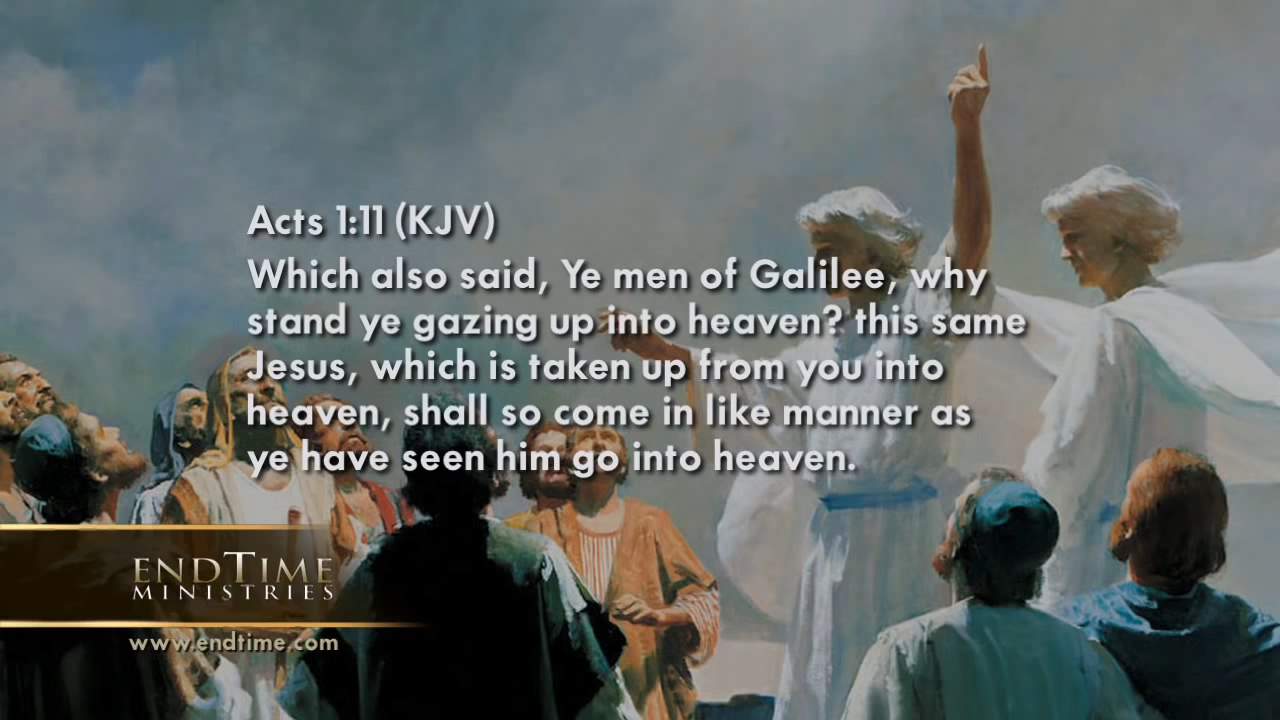 Acts 1:11 (KJV)
Which also said, Ye men of Galilee, why
stand ye gazing up into heaven? this same
Jesus, which is taken up from you into
heaven, shall so come in like manner as
ye have seen him go into heaven.
ENDTIME
MINISTRIES
www.endtime.com